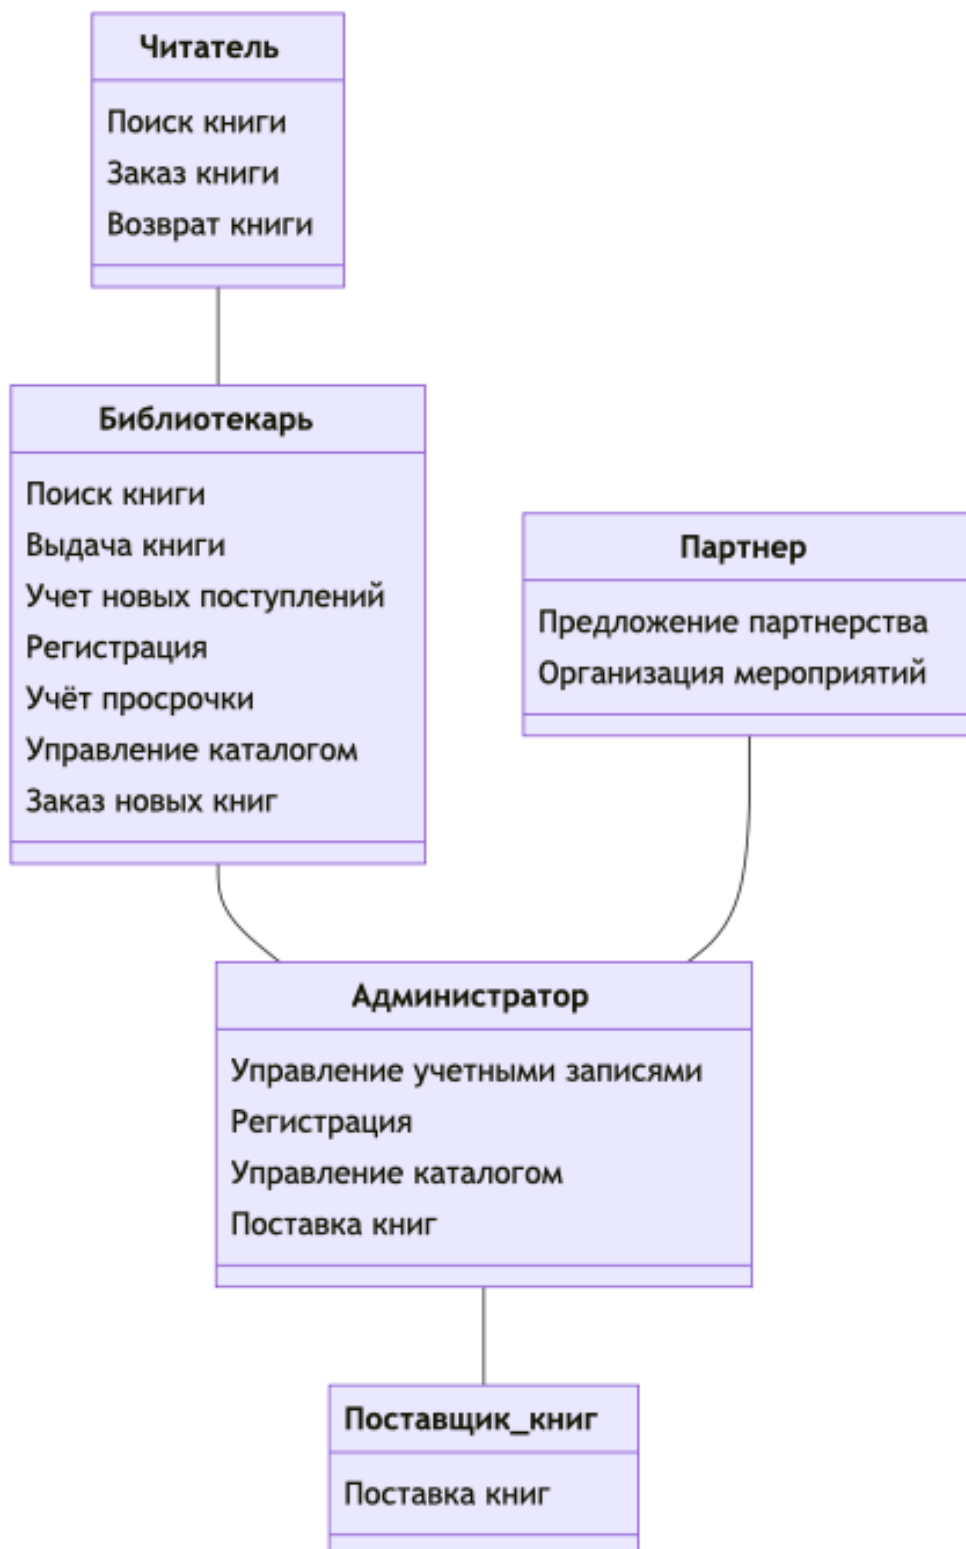 Читатель
Поиск книги
Заказ книги
Возврат книги
Библиотекарь
Поиск книги
Выдача книги
Учет новых поступлений
Регистрация
Учёт просрочки
Управление каталогом
Заказ новых книг
Партнер
Предложение партнерства
Организация мероприятий
Администратор
Управление учетными записями
Регистрация
Управление каталогом
Поставка книг
Поставщик_книг
Поставка книг